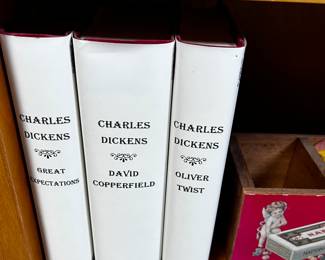 CHARLES
DICKENS
GREAT
EXPECTATIONS
CHARLES
DICKENS
DAVID
COPPERFIELD
CHARLES
DICKENS
OLIVER
TWIST